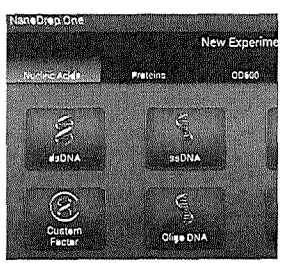 NanoDrop One
New Experime
Nucleic Acids Proteins OD600
dsDNA ssDNA
Custom Factor Oligo DNA